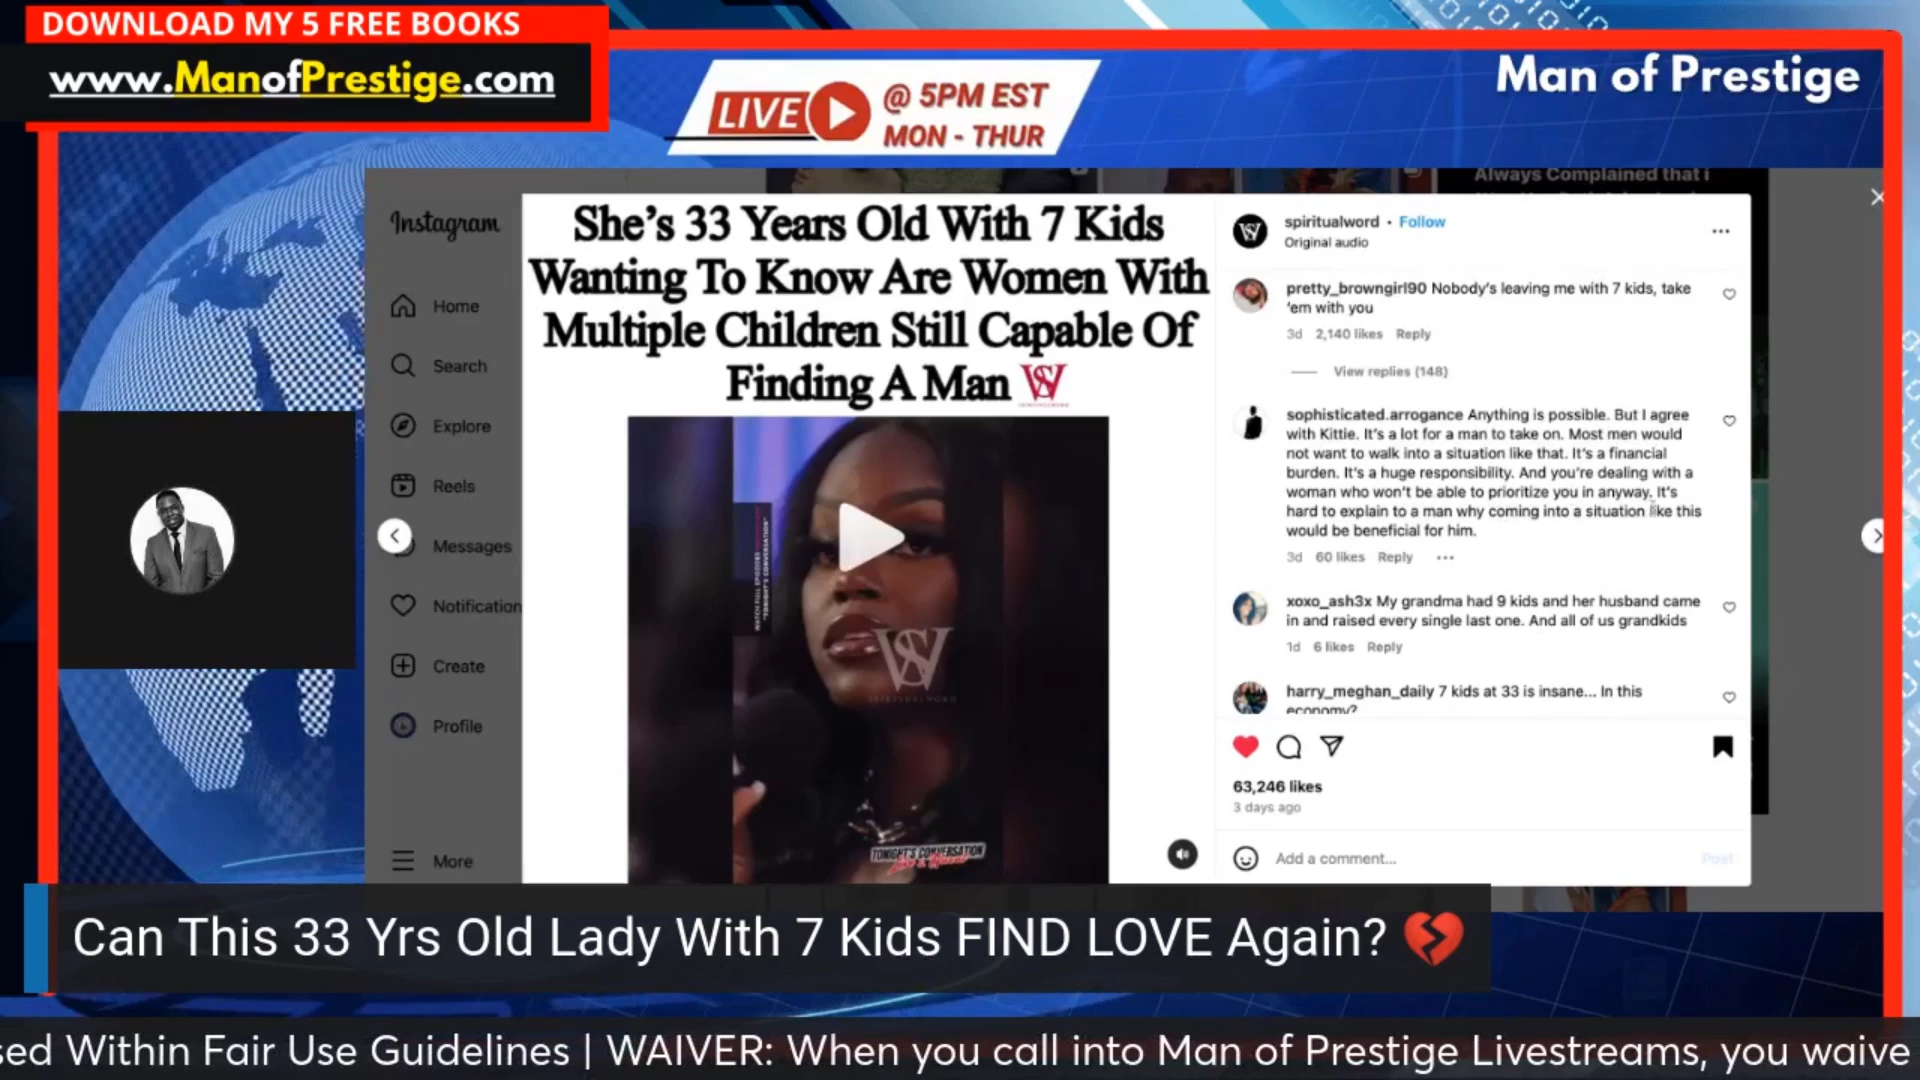 DOWNLOAD MY 5 FREE BOOKS
www.ManofPrestige.com
LIVE
@ 5PM EST
MON - THUR
Man of Prestige
Always Complained that i
Instagram
Home
Search
Explore
Reels
Messages
Notification
Create
Profile
More
She's 33 Years Old With 7 Kids
Wanting To Know Are Women With
Multiple Children Still Capable Of
Finding A Man
WATCH FULL EPISODES
"TONIGHT'S CONVERSATION"
SPIRITUALWORD
TONIGHT'S CONVERSATION
spiritualword • Follow
Original audio
pretty_browngirl90 Nobody's leaving me with 7 kids, take
'em with you
3d 2,140 likes Reply
View replies (148)
sophisticated.arrogance Anything is possible. But I agree
with Kittie. It's a lot for a man to take on. Most men would
not want to walk into a situation like that. It's a financial
burden. It's a huge responsibility. And you're dealing with a
woman who won't be able to prioritize you in anyway. It's
hard to explain to a man why coming into a situation like this
would be beneficial for him.
3d 60 likes Reply
xoxo_ash3x My grandma had 9 kids and her husband came
in and raised every single last one. And all of us grandkids
1d 6 likes Reply
harry_meghan_daily 7 kids at 33 is insane... In this
economy?
63,246 likes
3 days ago
Add a comment...
Post
Can This 33 Yrs Old Lady With 7 Kids FIND LOVE Again?
sed Within Fair Use Guidelines | WAIVER: When you call into Man of Prestige Livestreams, you waive